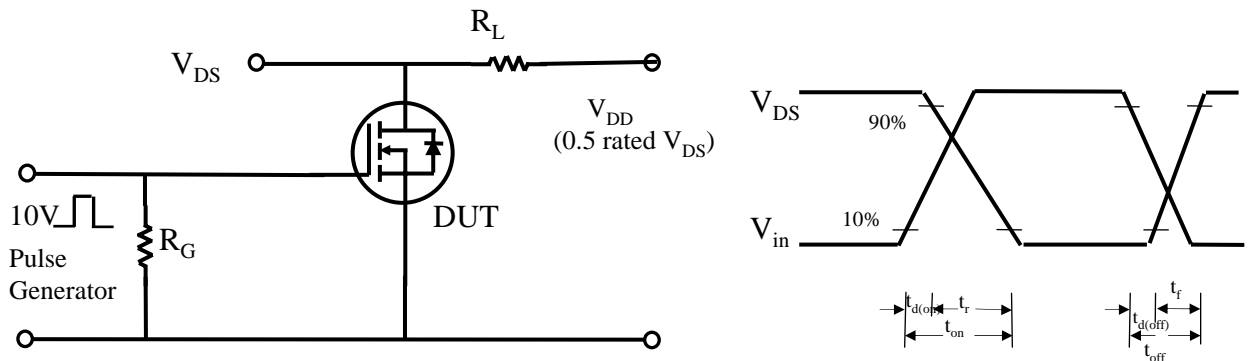 R_L
V_DS
V_DD
(0.5 rated V_DS)
10V
R_G
DUT
Pulse
Generator
V_DS
90%
10%
V_in
t_d(on) t_r
t_on
t_f
t_d(off)
t_off